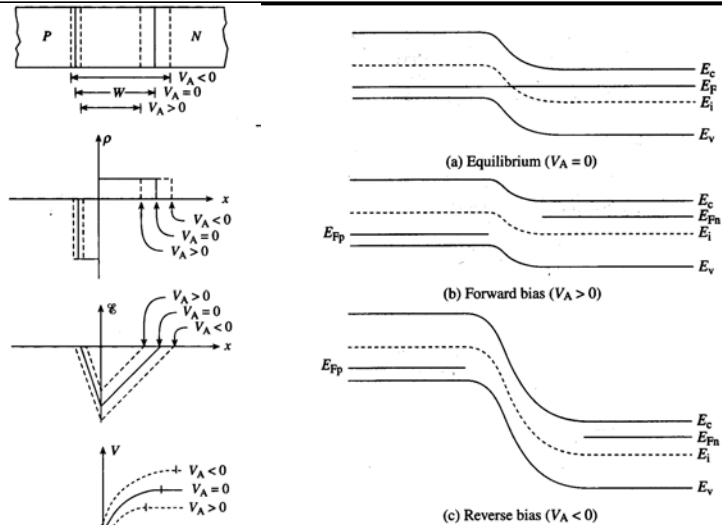 P
N
V_A < 0
W
V_A = 0
V_A > 0
ρ
x
V_A < 0
V_A = 0
V_A > 0
ℰ
V_A > 0
V_A = 0
V_A < 0
x
V
V_A < 0
V_A = 0
V_A > 0
E_c
E_F
E_i
E_v
(a) Equilibrium (V_A = 0)
E_c
E_Fn
E_Fp
E_i
E_v
(b) Forward bias (V_A > 0)
E_Fp
E_c
E_Fn
E_i
E_v
(c) Reverse bias (V_A < 0)